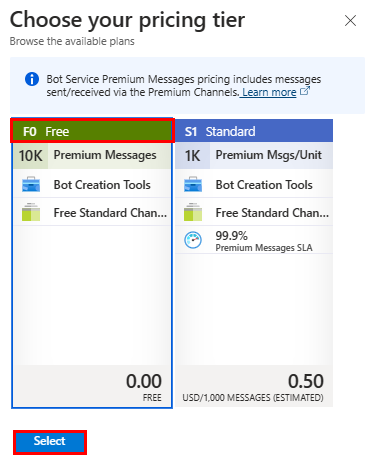 Choose your pricing tier
Browse the available plans
Bot Service Premium Messages pricing includes messages
sent/received via the Premium Channels. Learn more
F0 Free
10K Premium Messages
Bot Creation Tools
Free Standard Chan...
0.00
FREE
S1 Standard
1K Premium Msgs/Unit
Bot Creation Tools
Free Standard Chan...
99.9%
Premium Messages SLA
0.50
USD/1,000 MESSAGES (ESTIMATED)
Select